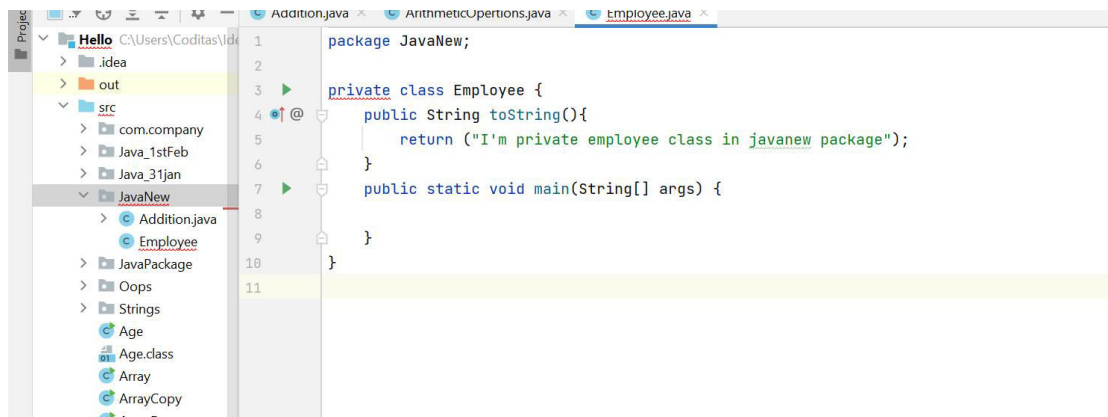 Project
Addition.java
ArithmeticOpertions.java
Employee.java
Hello C:\Users\Coditas\Ide
.idea
out
src
com.company
Java_1stFeb
Java_31jan
JavaNew
Addition.java
Employee
JavaPackage
Oops
Strings
Age
Age.class
Array
ArrayCopy
1 package JavaNew;
2
3 private class Employee {
4 @ public String toString(){
5 return ("I'm private employee class in javanew package");
6 }
7 public static void main(String[] args) {
8
9 }
10 }
11